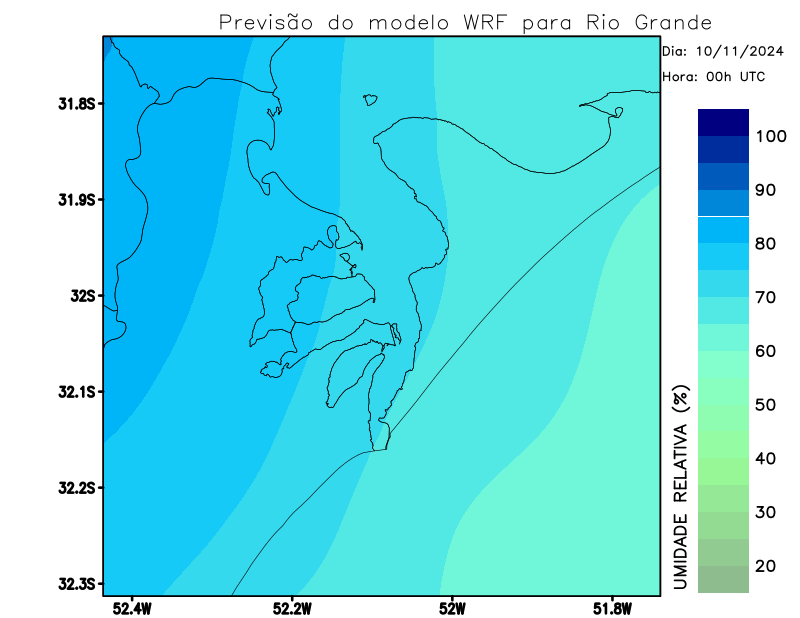 Previsão do modelo WRF para Rio Grande
Dia: 10/11/2024
Hora: 00h UTC
31.8S
31.9S
32S
32.1S
32.2S
32.3S
52.4W
52.2W
52W
51.8W
100
90
80
70
60
50
40
30
20
UMIDADE RELATIVA (%)